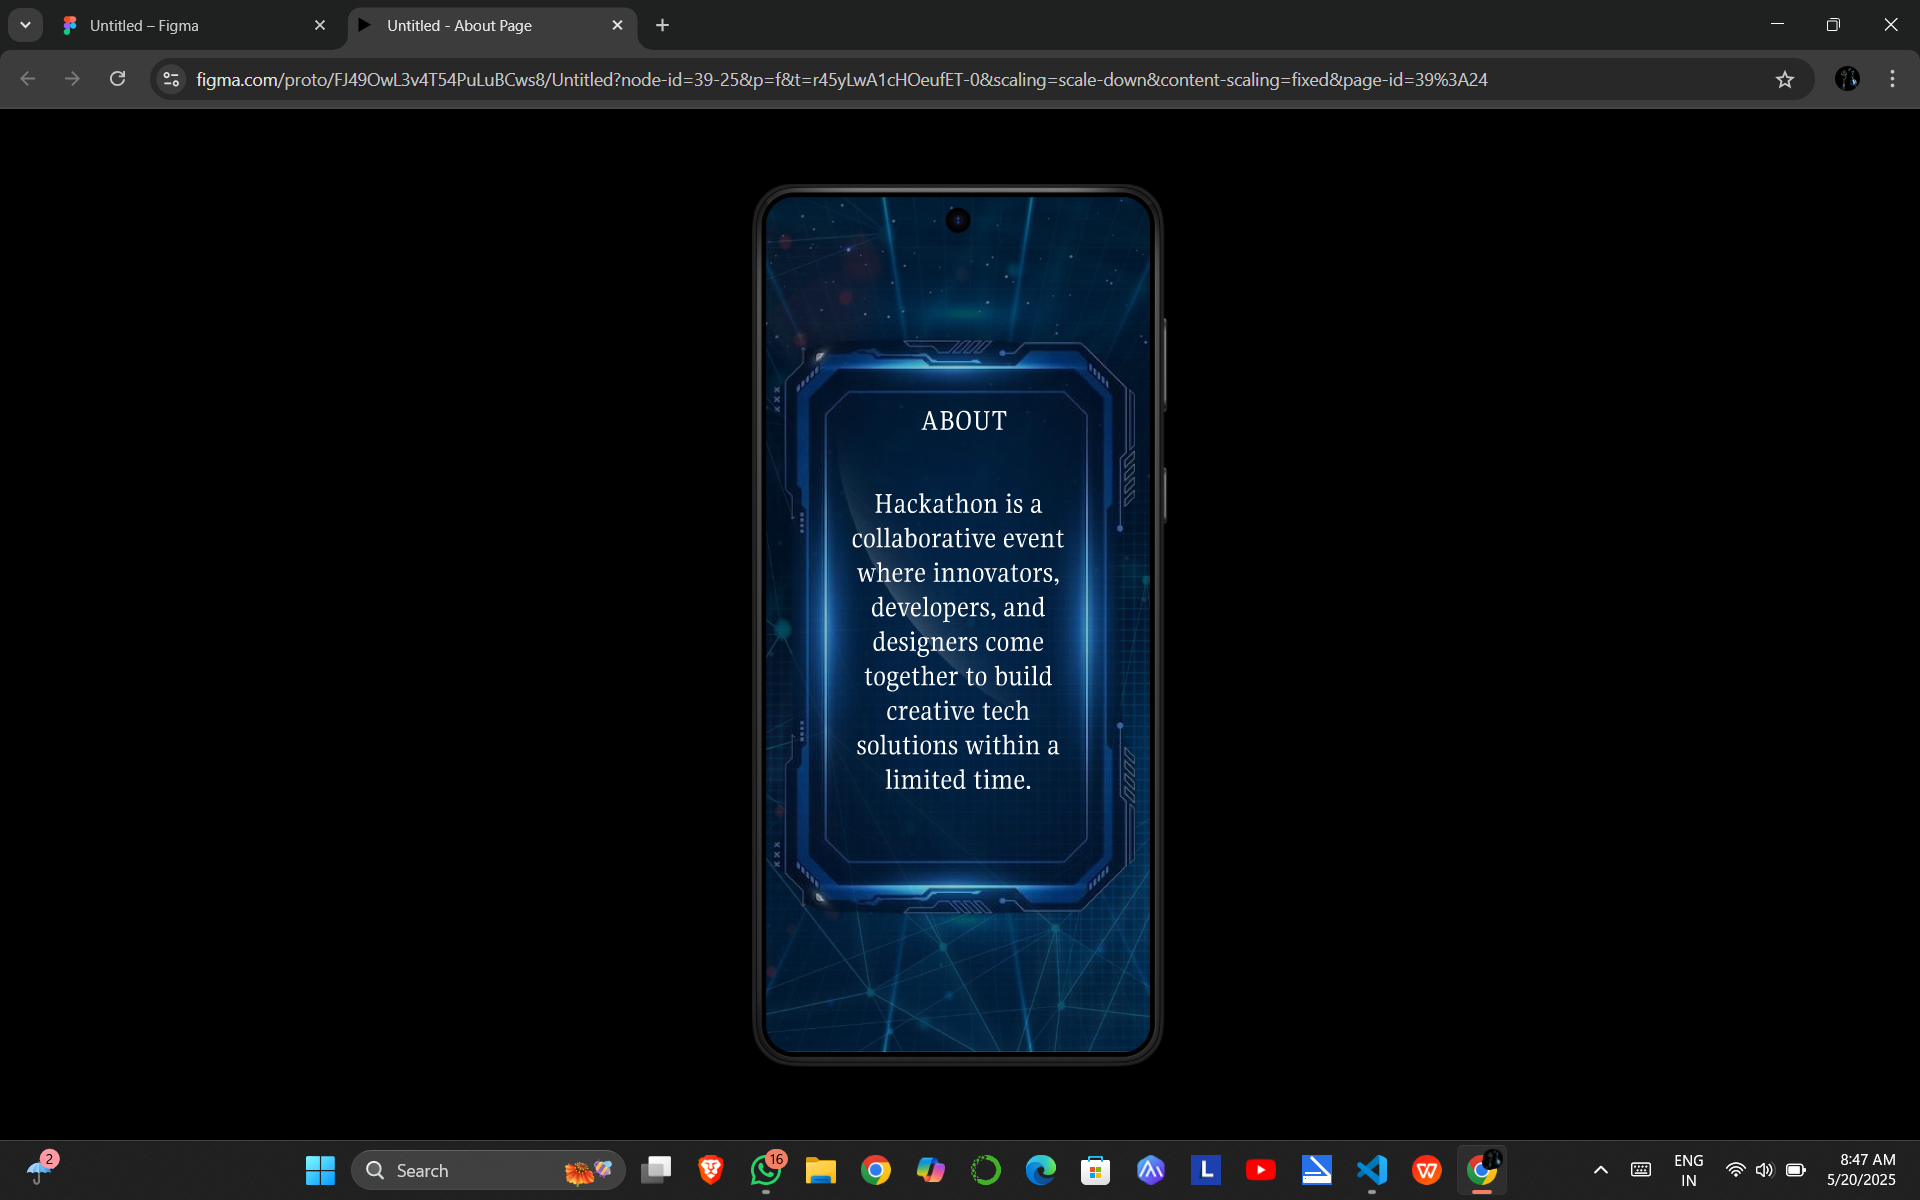 Untitled – Figma
Untitled - About Page
figma.com/proto/FJ49OwL3v4T54PuLuBCws8/Untitled?node-id=39-25&p=f&t=r45yLwA1cHOeufET-0&scaling=scale-down&content-scaling=fixed&page-id=39%3A24
ABOUT
Hackathon is a
collaborative event
where innovators,
developers, and
designers come
together to build
creative tech
solutions within a
limited time.
2
Search
16
L
ENG
IN
8:47 AM
5/20/2025